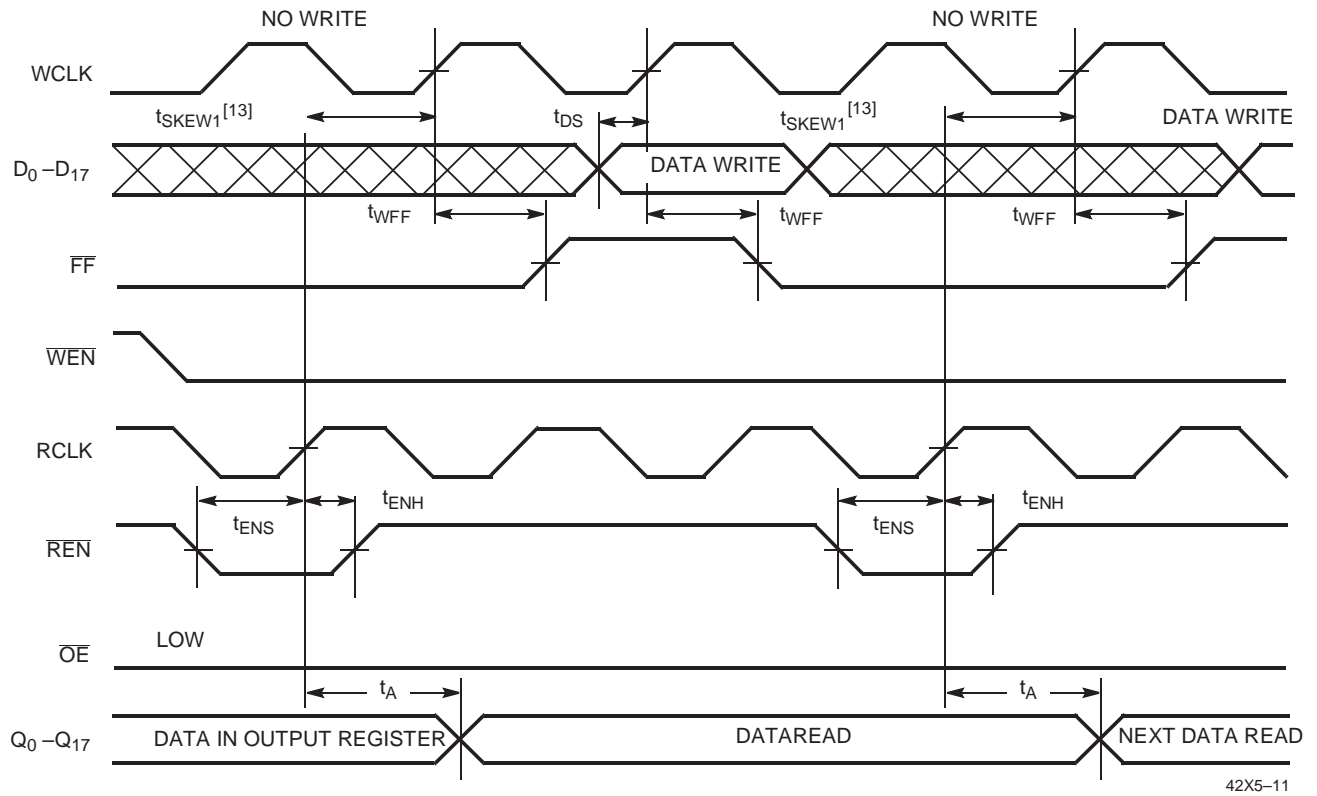 NO WRITE NO WRITE
WCLK
tSKEW1[13] tDS tSKEW1[13] DATA WRITE
D0–D17 DATA WRITE
tWFF tWFF tWFF
FF
WEN
RCLK
tENH tENH
tENS tENS
REN
LOW
OE
tA tA
Q0–Q17 DATA IN OUTPUT REGISTER DATAREAD NEXT DATA READ
42X5–11